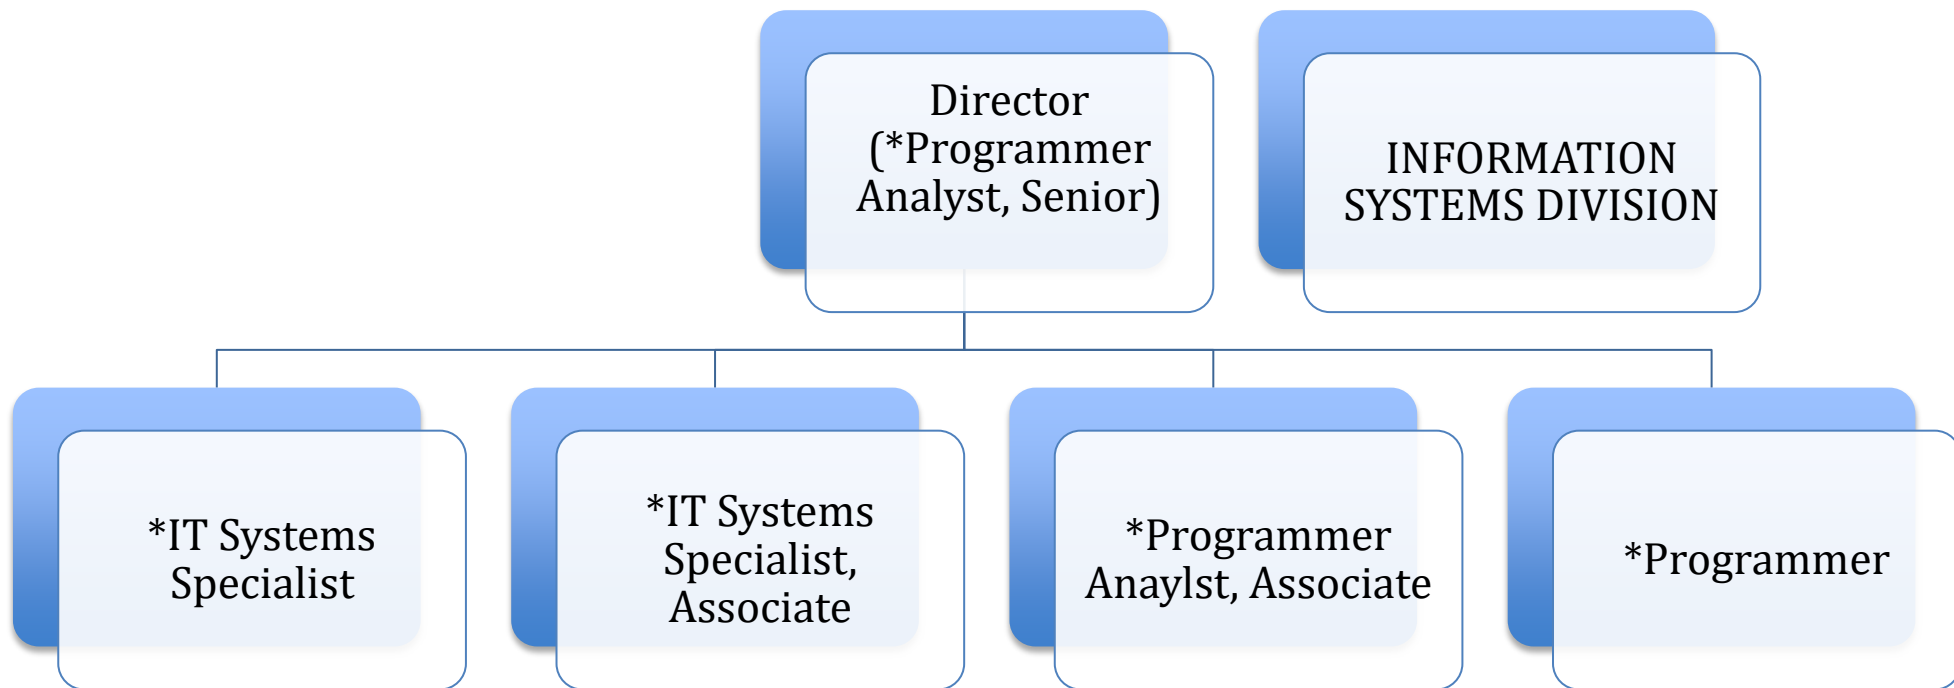 Director
(*Programmer
Analyst, Senior)
INFORMATION
SYSTEMS DIVISION
*IT Systems
Specialist
*IT Systems
Specialist,
Associate
*Programmer
Anaylst, Associate
*Programmer